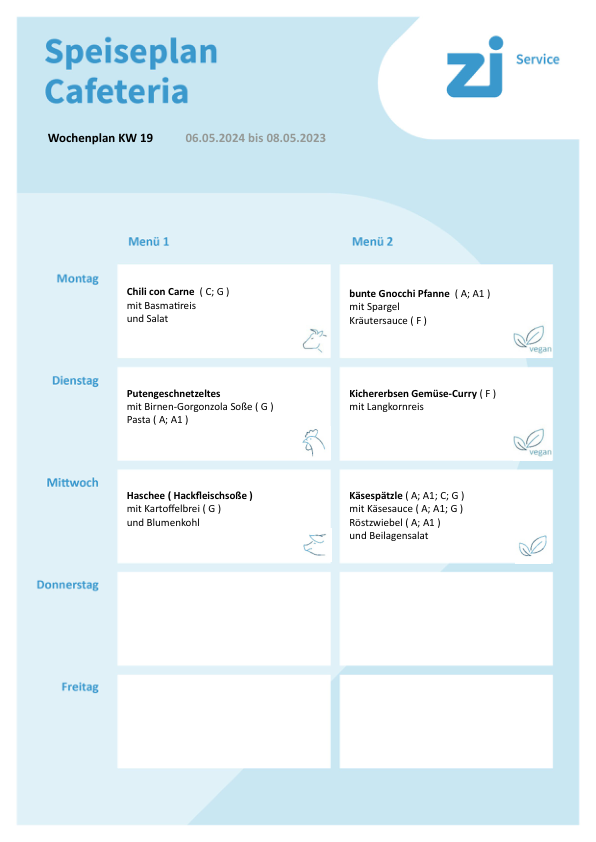 Speiseplan
Cafeteria
zi Service
Wochenplan KW 19 06.05.2024 bis 08.05.2023
Menü 1 Menü 2
Montag
Chili con Carne ( C; G )
mit Basmatireis
und Salat
bunte Gnocchi Pfanne ( A; A1 )
mit Spargel
Kräutersauce ( F )
vegan
Dienstag
Putengeschnetzeltes
mit Birnen-Gorgonzola Soße ( G )
Pasta ( A; A1 )
Kichererbsen Gemüse-Curry ( F )
mit Langkornreis
vegan
Mittwoch
Haschee ( Hackfleischsoße )
mit Kartoffelbrei ( G )
und Blumenkohl
Käsespätzle ( A; A1; C; G )
mit Käsesauce ( A; A1; G )
Röstzwiebel ( A; A1 )
und Beilagensalat
Donnerstag
Freitag